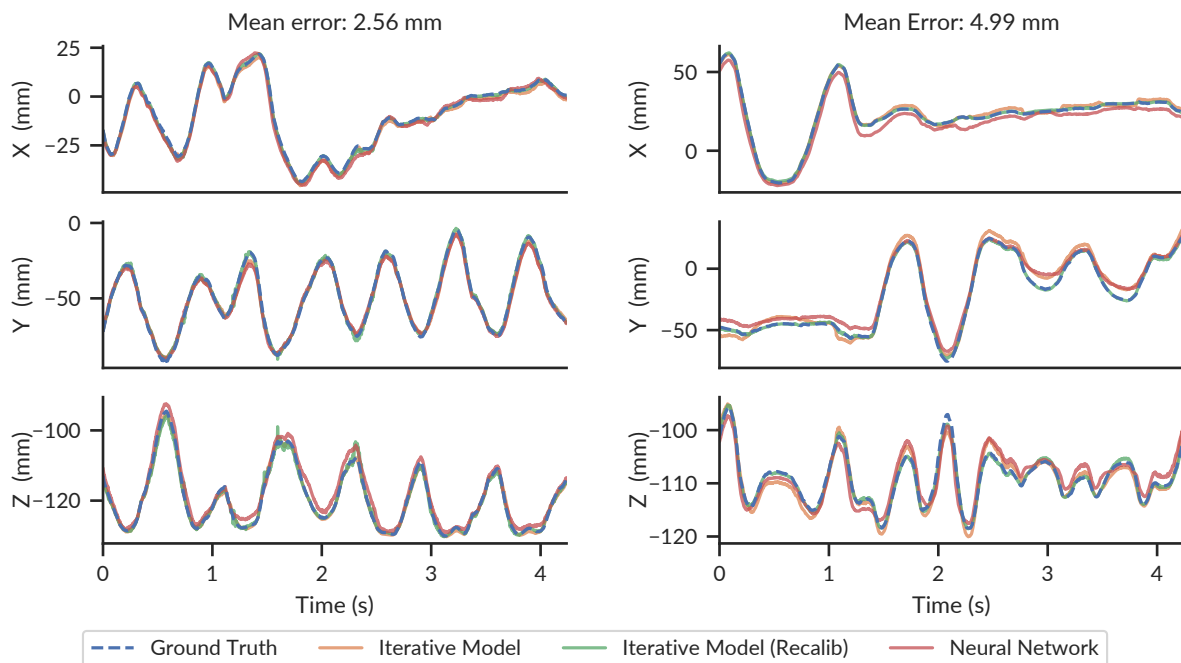 Mean error: 2.56 mm
Mean Error: 4.99 mm
25
0
−25
X (mm)
50
0
X (mm)
0
−50
Y (mm)
0
−50
Y (mm)
−100
−120
Z (mm)
−100
−110
−120
Z (mm)
0 1 2 3 4
0 1 2 3 4
Time (s)
Time (s)
Ground Truth Iterative Model Iterative Model (Recalib) Neural Network